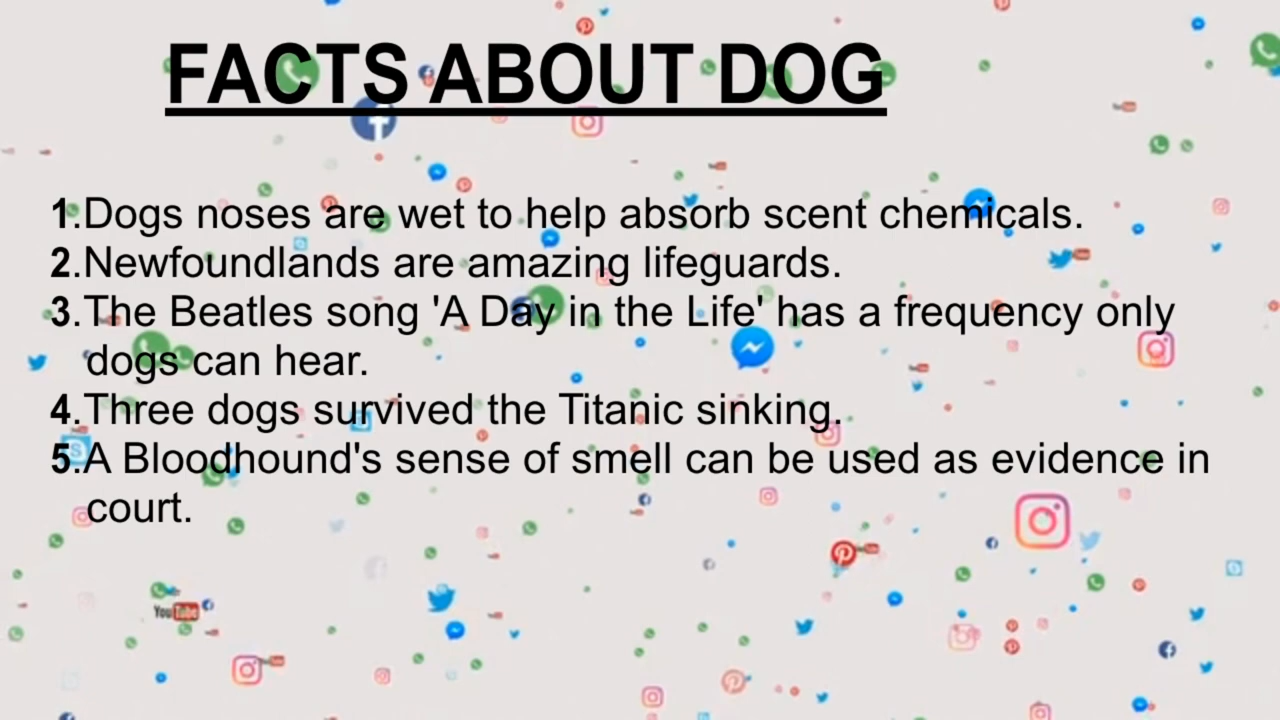 FACTS ABOUT DOG
1.Dogs noses are wet to help absorb scent chemicals.
2.Newfoundlands are amazing lifeguards.
3.The Beatles song 'A Day in the Life' has a frequency only
dogs can hear.
4.Three dogs survived the Titanic sinking.
5.A Bloodhound's sense of smell can be used as evidence in
court.
YouTube